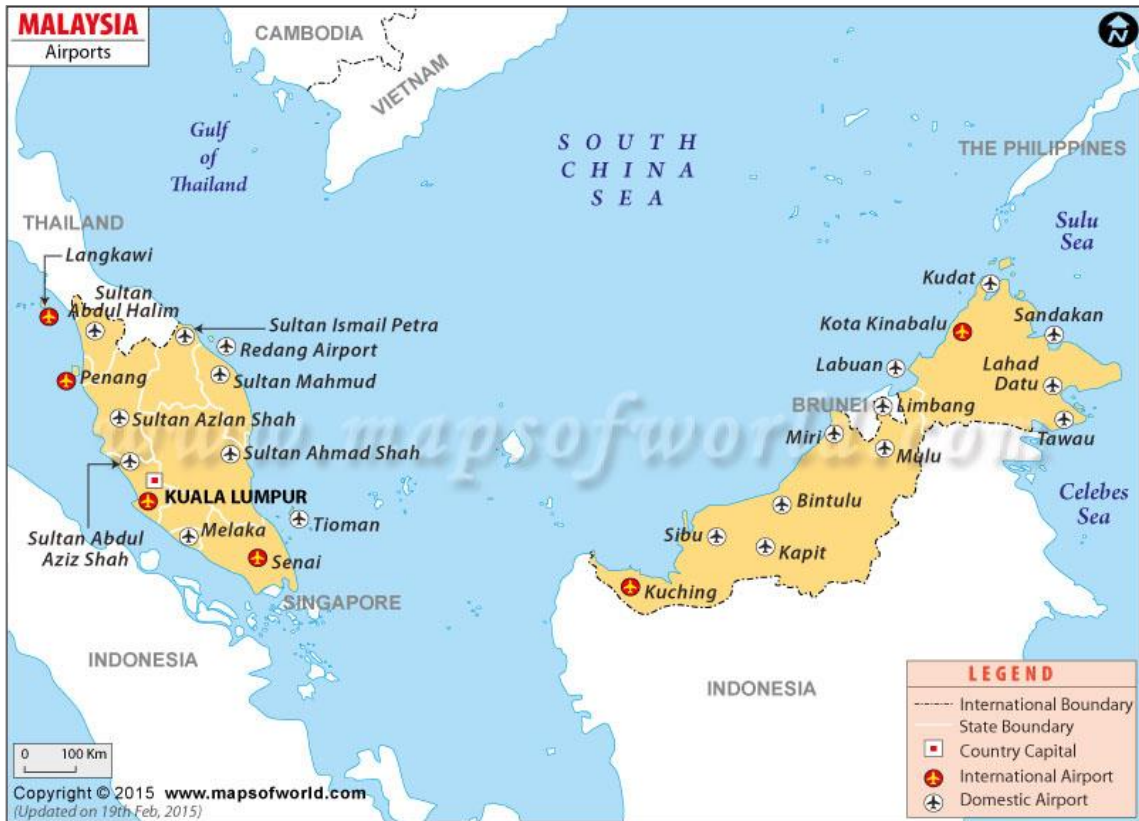 MALAYSIA
Airports
N
CAMBODIA
VIETNAM
Gulf
of
Thailand
SOUTH
CHINA
SEA
THE PHILIPPINES
Sulu
Sea
THAILAND
Langkawi
Sultan
Abdul Halim
Sultan Ismail Petra
Redang Airport
Penang
Sultan Mahmud
Sultan Azlan Shah
Sultan Ahmad Shah
KUALA LUMPUR
Sultan Abdul
Aziz Shah
Melaka
Tioman
Senai
SINGAPORE
INDONESIA
Kudat
Kota Kinabalu
Sandakan
Labuan
Lahad
Datu
BRUNEI
Limbang
Miri
Mulu
Tawau
Bintulu
Sibu
Kapit
Kuching
Celebes
Sea
INDONESIA
www.mapsofworld.com
LEGEND
International Boundary
State Boundary
Country Capital
International Airport
Domestic Airport
0 100 Km
Copyright © 2015 www.mapsofworld.com
(Updated on 19th Feb, 2015)